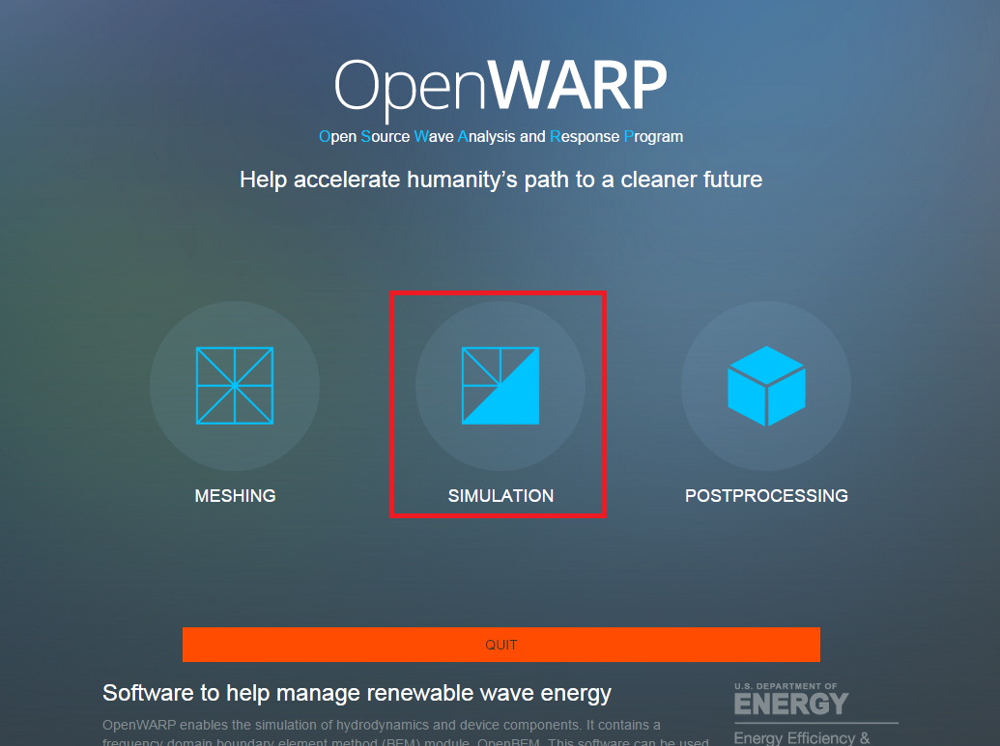 OpenWARP
Open Source Wave Analysis and Response Program
Help accelerate humanity’s path to a cleaner future
MESHING
SIMULATION
POSTPROCESSING
QUIT
Software to help manage renewable wave energy
OpenWARP enables the simulation of hydrodynamics and device components. It contains a
frequency domain boundary element method (BEM) module, OpenBEM. This software can be used
U.S. DEPARTMENT OF
ENERGY
Energy Efficiency &